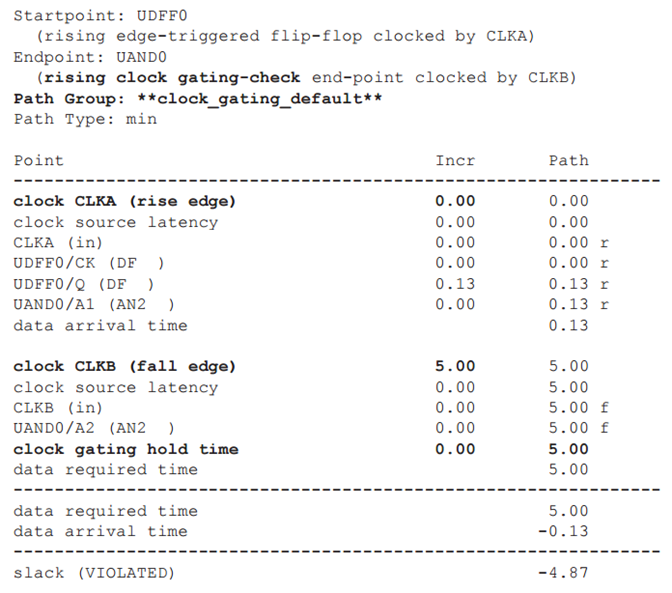 Startpoint: UDFF0
(rising edge-triggered flip-flop clocked by CLKA)
Endpoint: UAND0
(rising clock gating-check end-point clocked by CLKB)
Path Group: **clock_gating_default**
Path Type: min
Point Incr Path
---------------------------------------------------------------
clock CLKA (rise edge) 0.00 0.00
clock source latency 0.00 0.00
CLKA (in) 0.00 0.00 r
UDFF0/CK (DF ) 0.00 0.00 r
UDFF0/Q (DF ) 0.13 0.13 r
UAND0/A1 (AN2 ) 0.00 0.13 r
data arrival time 0.13
clock CLKB (fall edge) 5.00 5.00
clock source latency 0.00 5.00
CLKB (in) 0.00 5.00 f
UAND0/A2 (AN2 ) 0.00 5.00 f
clock gating hold time 0.00 5.00
data required time 5.00
---------------------------------------------------------------
data required time 5.00
data arrival time -0.13
---------------------------------------------------------------
slack (VIOLATED) -4.87